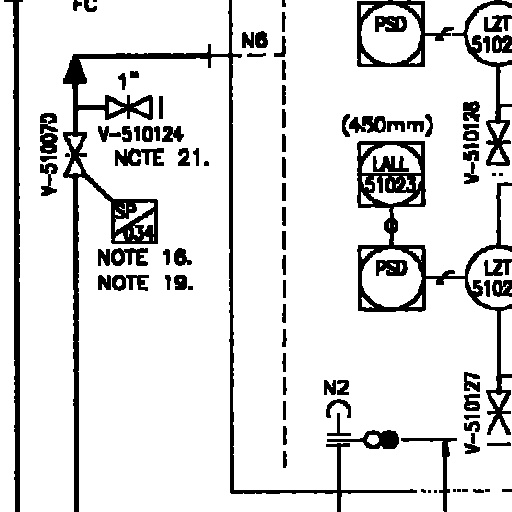 FC
N6
1"
V-510124
NOTE 21.
V-510070
SP
034
NOTE 16.
NOTE 19.
PSD
LZT
5102
(450mm)
LALL
51023
V-510126
PSD
LZT
5102
N2
V-510127